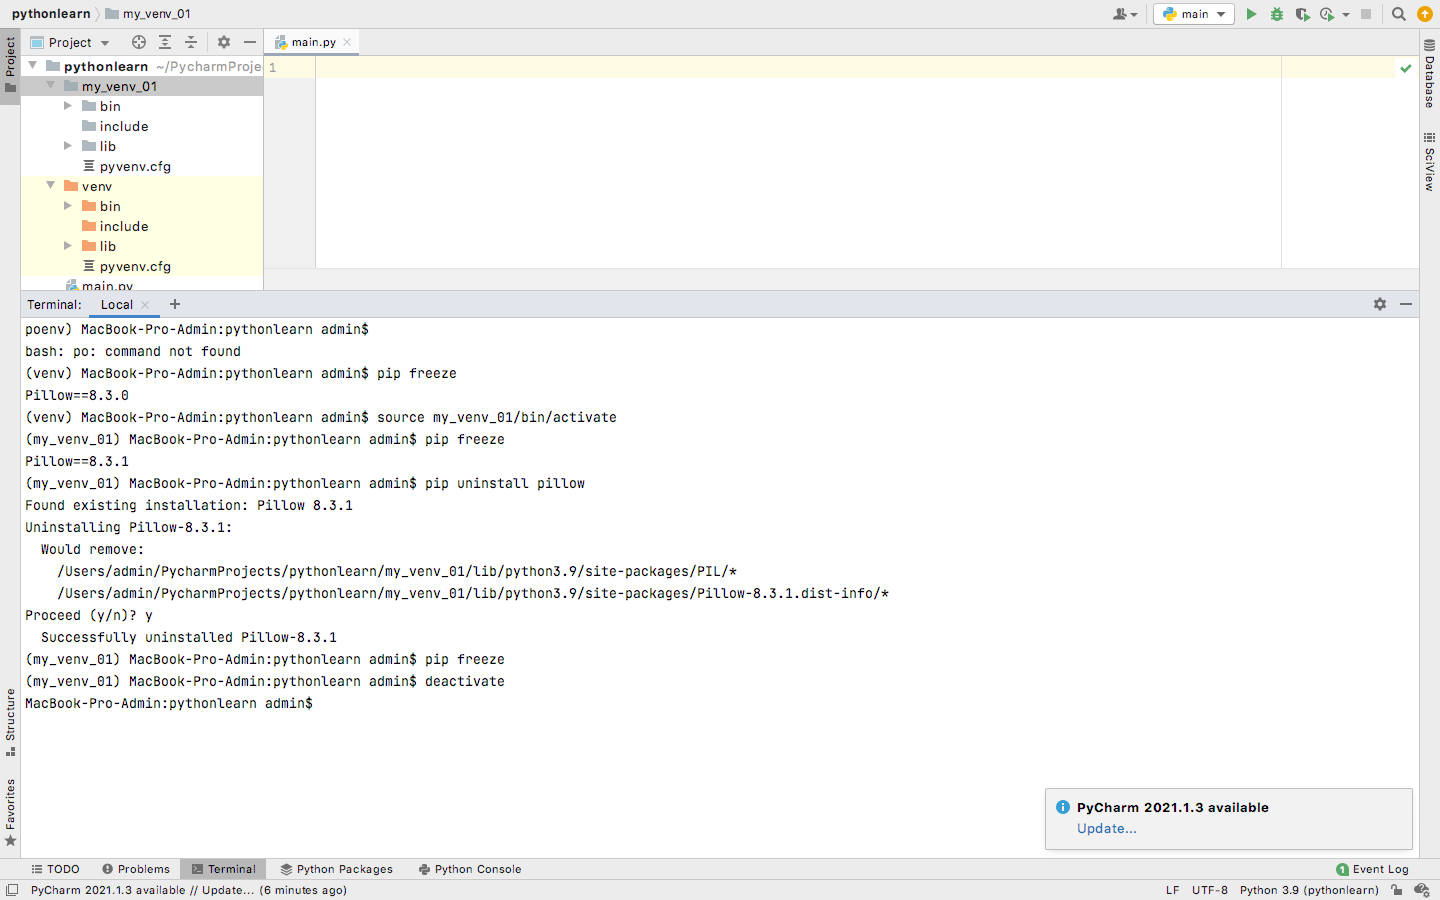 pythonlearn my_venv_01
main
Project
main.py
Project
pythonlearn ~/PycharmProje
my_venv_01
bin
include
lib
pyvenv.cfg
venv
bin
include
lib
pyvenv.cfg
main.py
1
Database
SciView
Terminal: Local
poenv) MacBook-Pro-Admin:pythonlearn admin$
bash: po: command not found
(venv) MacBook-Pro-Admin:pythonlearn admin$ pip freeze
Pillow==8.3.0
(venv) MacBook-Pro-Admin:pythonlearn admin$ source my_venv_01/bin/activate
(my_venv_01) MacBook-Pro-Admin:pythonlearn admin$ pip freeze
Pillow==8.3.1
(my_venv_01) MacBook-Pro-Admin:pythonlearn admin$ pip uninstall pillow
Found existing installation: Pillow 8.3.1
Uninstalling Pillow-8.3.1:
Would remove:
/Users/admin/PycharmProjects/pythonlearn/my_venv_01/lib/python3.9/site-packages/PIL/*
/Users/admin/PycharmProjects/pythonlearn/my_venv_01/lib/python3.9/site-packages/Pillow-8.3.1.dist-info/*
Proceed (y/n)? y
Successfully uninstalled Pillow-8.3.1
(my_venv_01) MacBook-Pro-Admin:pythonlearn admin$ pip freeze
(my_venv_01) MacBook-Pro-Admin:pythonlearn admin$ deactivate
MacBook-Pro-Admin:pythonlearn admin$
Structure
Favorites
PyCharm 2021.1.3 available
Update...
TODO Problems Terminal Python Packages Python Console
1 Event Log
PyCharm 2021.1.3 available // Update... (6 minutes ago)
LF UTF-8 Python 3.9 (pythonlearn)